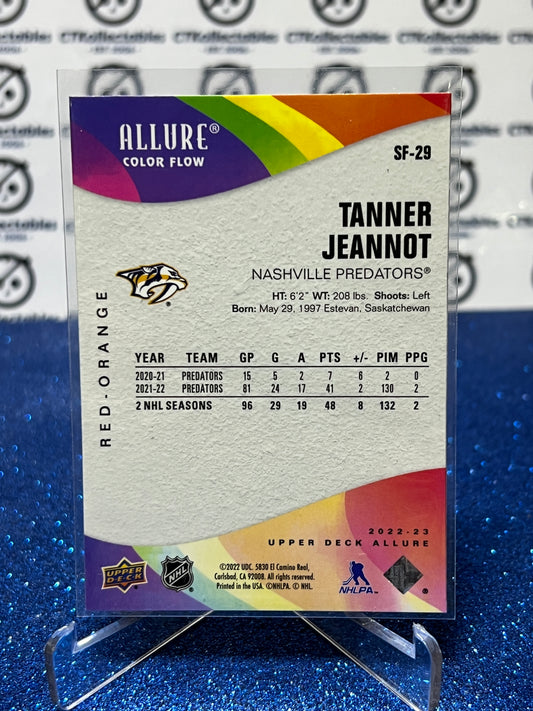 CTKollectables
ALLURE®
COLOR FLOW
SF-29
TANNER
JEANNOT
NASHVILLE PREDATORS®
HT: 6'2" WT: 208 lbs. Shoots: Left
Born: May 29, 1997 Estevan, Saskatchewan
RED-ORANGE
YEAR TEAM GP G A PTS +/- PIM PPG
2020-21 PREDATORS 15 5 2 7 6 2 0
2021-22 PREDATORS 81 24 17 41 2 130 2
2 NHL SEASONS 96 29 19 48 8 132 2
2022-23
UPPER DECK ALLURE
UPPER DECK
NHL
©2022 UDC. 5830 El Camino Real,
Carlsbad, CA 92008. All rights reserved.
Printed in the USA. ©NHLPA. © NHL.
NHLPA
®